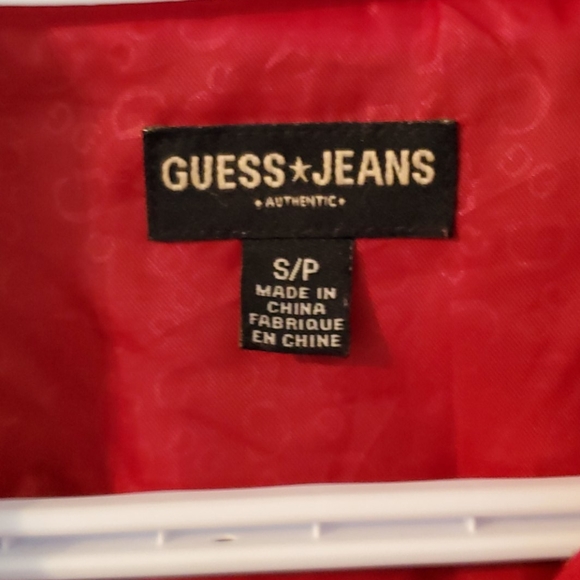 GUESS★JEANS
• AUTHENTIC •
S/P
MADE IN
CHINA
FABRIQUE
EN CHINE